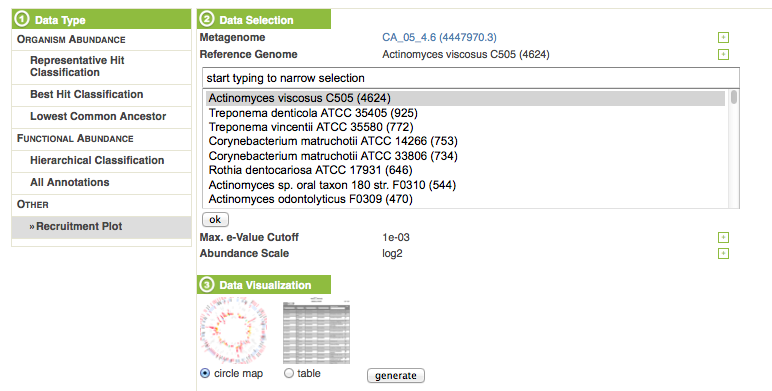 1 Data Type
ORGANISM ABUNDANCE
Representative Hit
Classification
Best Hit Classification
Lowest Common Ancestor
FUNCTIONAL ABUNDANCE
Hierarchical Classification
All Annotations
OTHER
»Recruitment Plot
2 Data Selection
Metagenome CA_05_4.6 (4447970.3) +
Reference Genome Actinomyces viscosus C505 (4624) +
start typing to narrow selection
Actinomyces viscosus C505 (4624)
Treponema denticola ATCC 35405 (925)
Treponema vincentii ATCC 35580 (772)
Corynebacterium matruchotii ATCC 14266 (753)
Corynebacterium matruchotii ATCC 33806 (734)
Rothia dentocariosa ATCC 17931 (646)
Actinomyces sp. oral taxon 180 str. F0310 (544)
Actinomyces odontolyticus F0309 (470)
ok
Max. e-Value Cutoff 1e-03 +
Abundance Scale log2 +
3 Data Visualization
circle map table generate